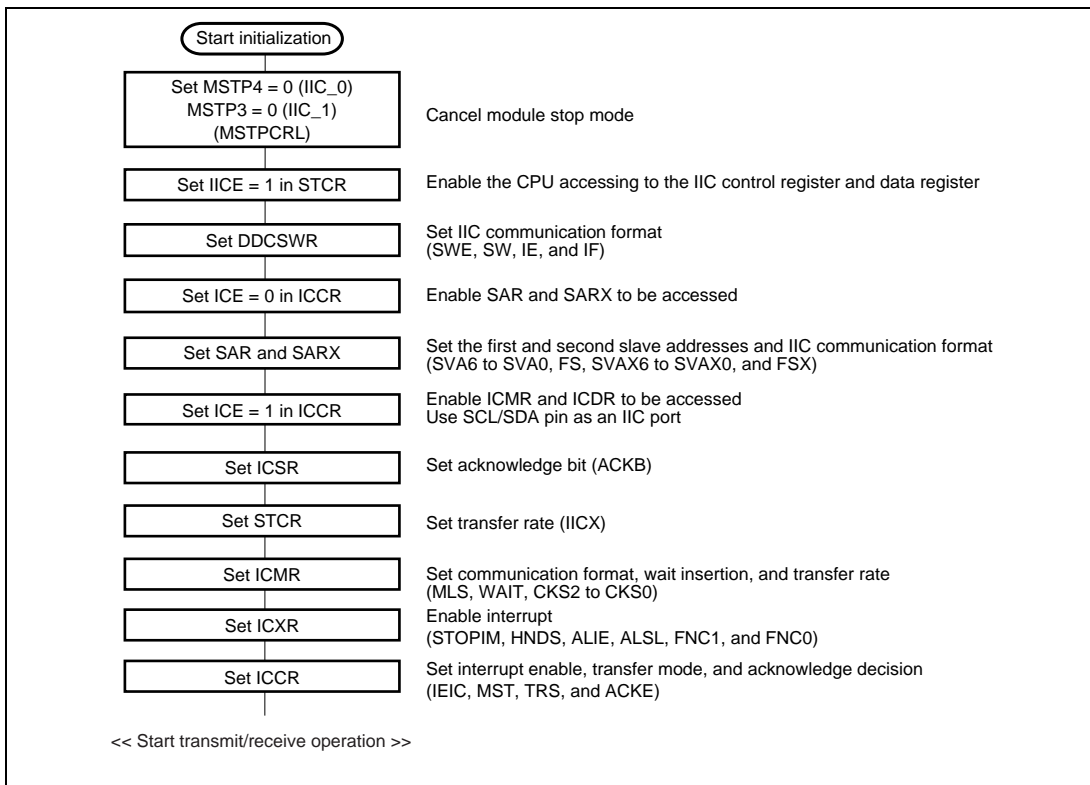 Start initialization
Set MSTP4 = 0 (IIC_0)
MSTP3 = 0 (IIC_1)
(MSTPCRL)
Cancel module stop mode
Set IICE = 1 in STCR
Enable the CPU accessing to the IIC control register and data register
Set DDCSWR
Set IIC communication format
(SWE, SW, IE, and IF)
Set ICE = 0 in ICCR
Enable SAR and SARX to be accessed
Set SAR and SARX
Set the first and second slave addresses and IIC communication format
(SVA6 to SVA0, FS, SVAX6 to SVAX0, and FSX)
Set ICE = 1 in ICCR
Enable ICMR and ICDR to be accessed
Use SCL/SDA pin as an IIC port
Set ICSR
Set acknowledge bit (ACKB)
Set STCR
Set transfer rate (IICX)
Set ICMR
Set communication format, wait insertion, and transfer rate
(MLS, WAIT, CKS2 to CKS0)
Set ICXR
Enable interrupt
(STOPIM, HNDS, ALIE, ALSL, FNC1, and FNC0)
Set ICCR
Set interrupt enable, transfer mode, and acknowledge decision
(IEIC, MST, TRS, and ACKE)
<< Start transmit/receive operation >>